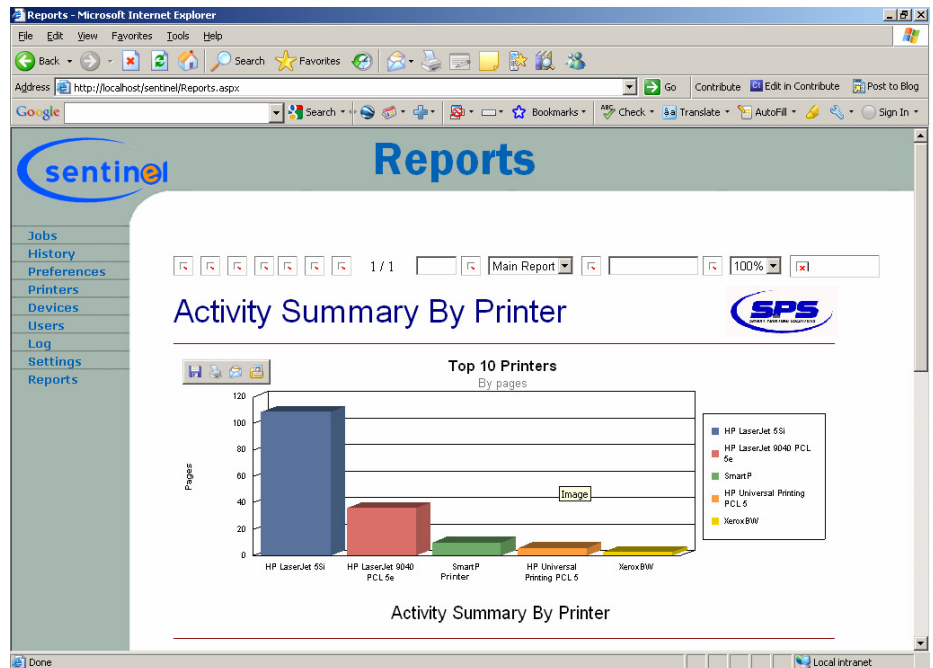 Reports - Microsoft Internet Explorer
File Edit View Favorites Tools Help
Back Search Favorites
Address http://localhost/sentinel/Reports.aspx Go Contribute Edit in Contribute Post to Blog
Google Search Bookmarks Check Translate AutoFill Sign In
sentinel
Reports
Jobs
History
Preferences
Printers
Devices
Users
Log
Settings
Reports
1 / 1 Main Report 100%
Activity Summary By Printer
SPS
Top 10 Printers
By pages
Pages
120
100
80
60
40
20
0
Image
HP LaserJet 5Si
HP LaserJet 9040 PCL 5e
SmartP Printer
HP Universal Printing PCL 5
XeroxBW
HP LaserJet 5Si
HP LaserJet 9040 PCL
5e
SmartP
HP Universal Printing
PCL 5
XeroxBW
Activity Summary By Printer
Done Local intranet